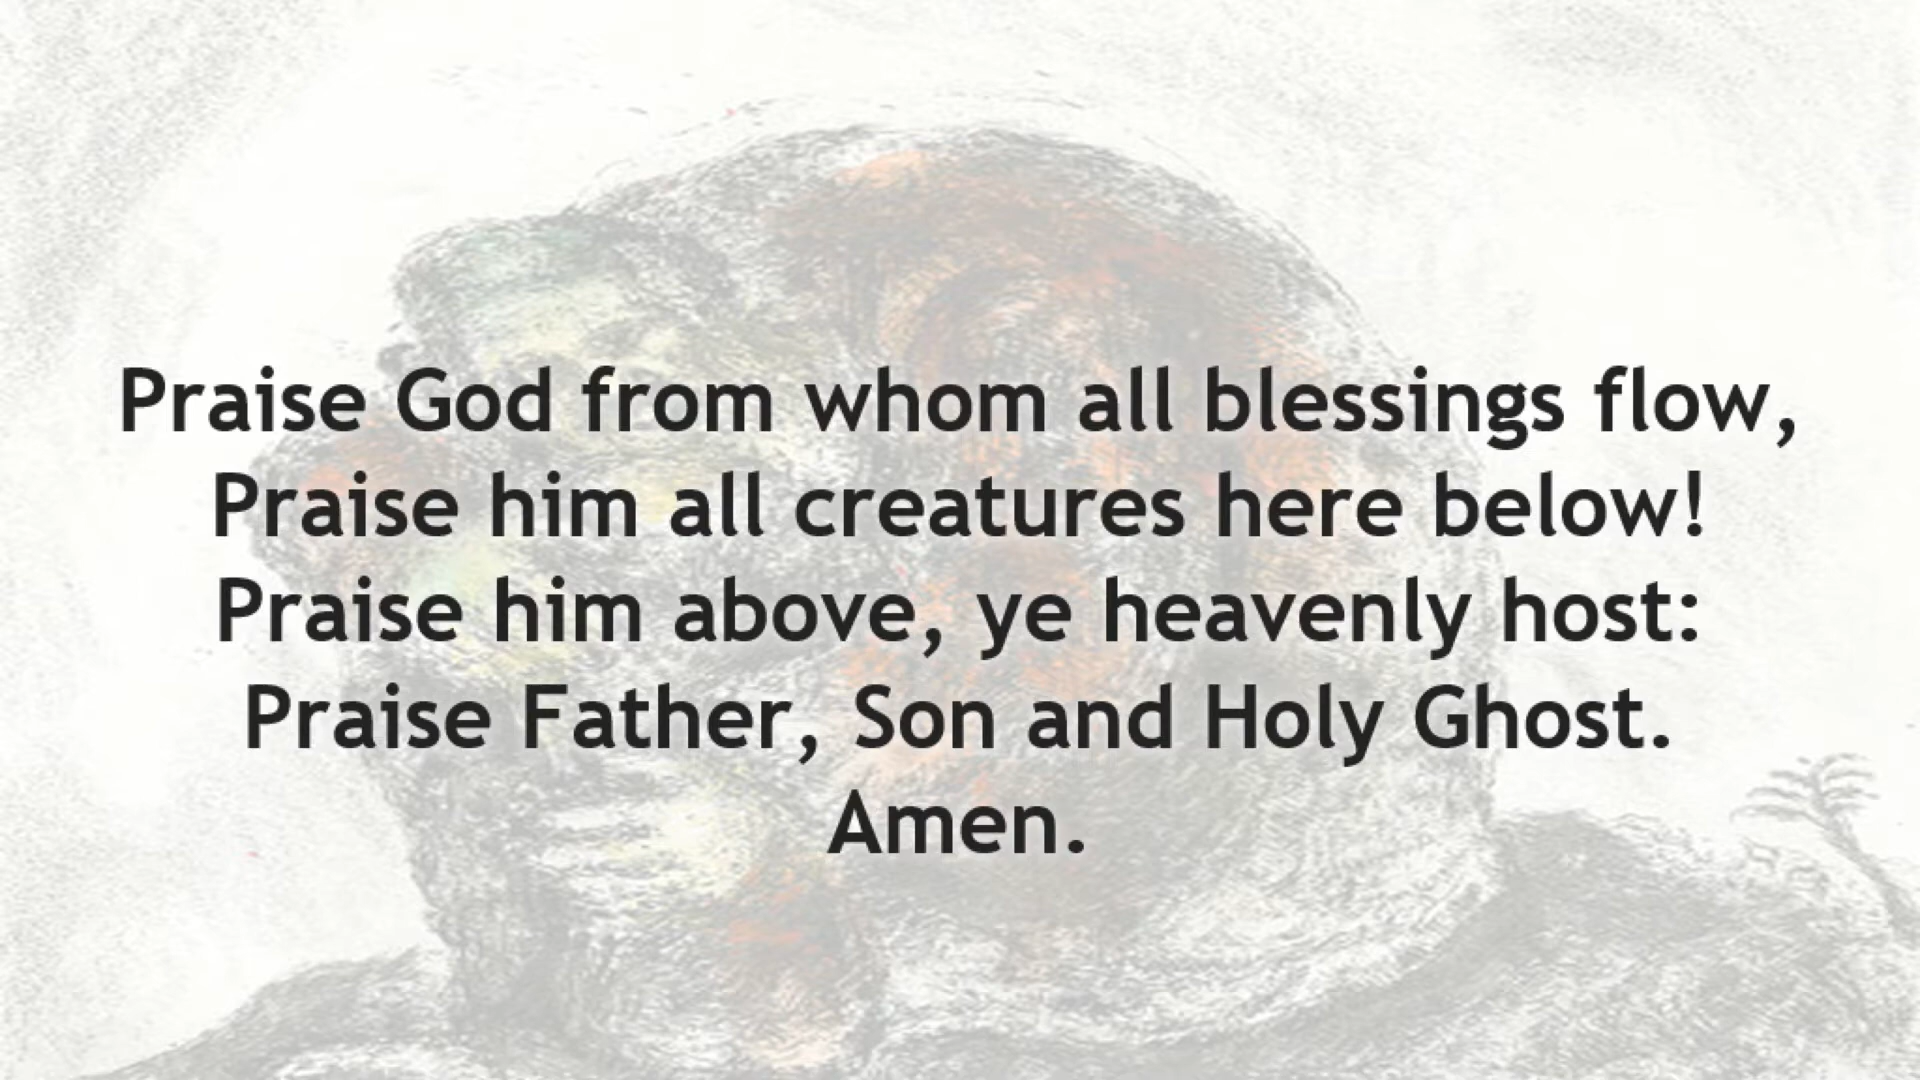 Praise God from whom all blessings flow,
Praise him all creatures here below!
Praise him above, ye heavenly host:
Praise Father, Son and Holy Ghost.
Amen.